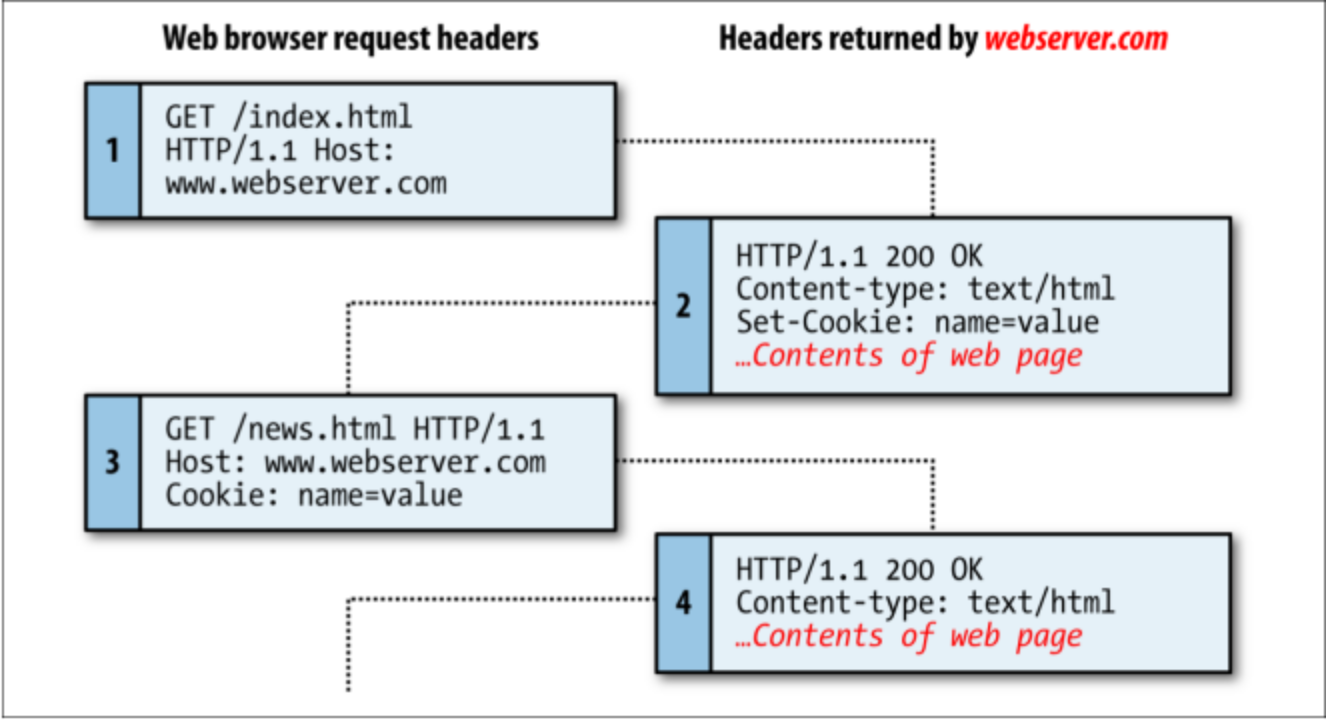 Web browser request headers
Headers returned by webserver.com
1
GET /index.html
HTTP/1.1 Host:
www.webserver.com
2
HTTP/1.1 200 OK
Content-type: text/html
Set-Cookie: name=value
…Contents of web page
3
GET /news.html HTTP/1.1
Host: www.webserver.com
Cookie: name=value
4
HTTP/1.1 200 OK
Content-type: text/html
…Contents of web page